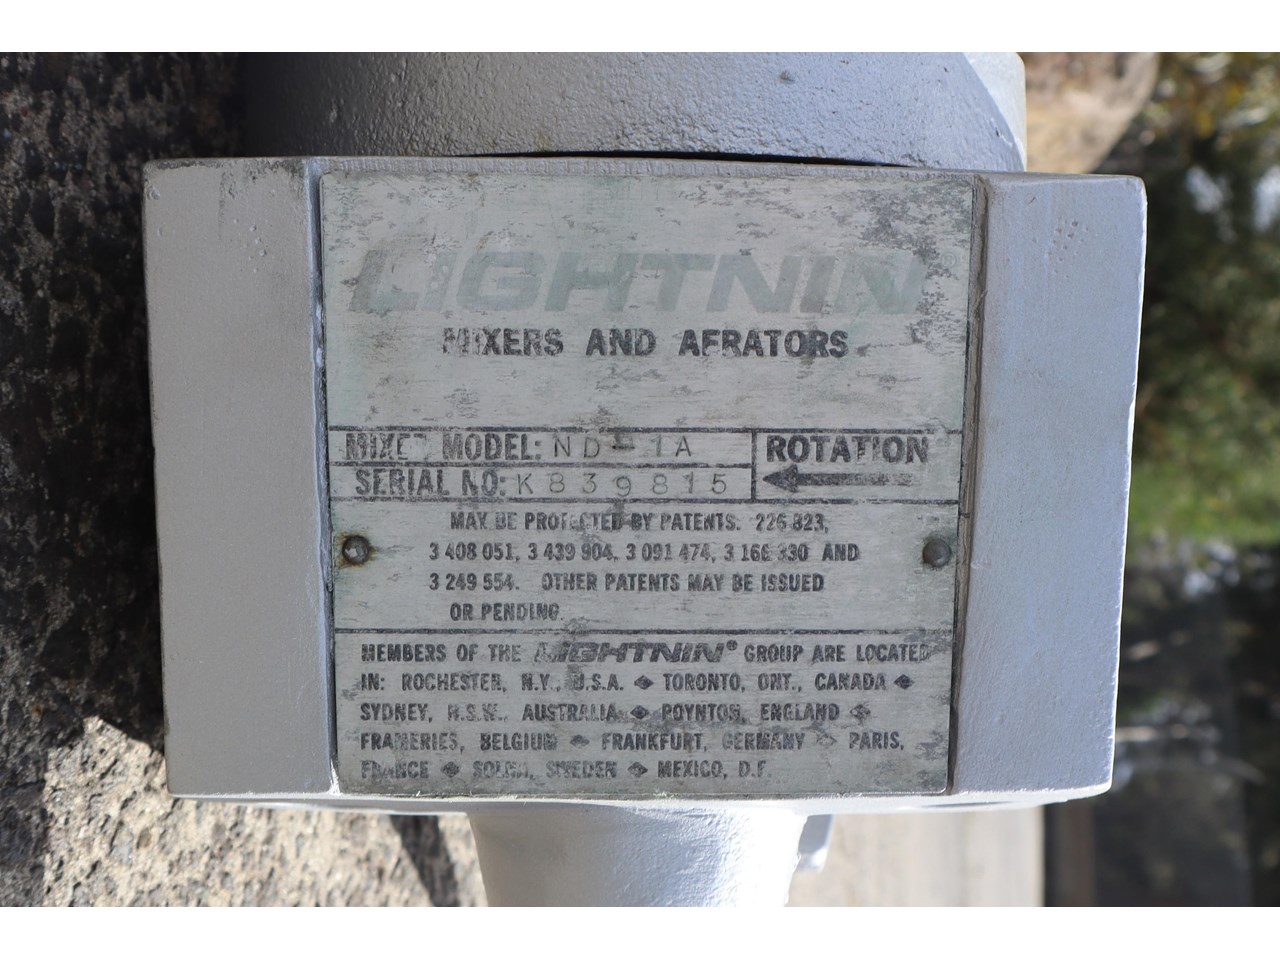 LIGHTNIN®
MIXERS AND AERATORS
MIXER MODEL: ND-1A
ROTATION
SERIAL NO: K839815
MAY BE PROTECTED BY PATENTS. 226 823,
3 408 051, 3 439 904, 3 091 474, AND
3 249 554. OTHER PATENTS MAY BE ISSUED
OR PENDING.
MEMBERS OF THE LIGHTNIN® GROUP ARE LOCATED
IN: ROCHESTER, N.Y., U.S.A. ◆ TORONTO, ONT., CANADA ◆
SYDNEY, N.S.W., AUSTRALIA ◆ POYNTON, ENGLAND ◆
FRAMERIES, BELGIUM ◆ FRANKFURT, GERMANY ◆ PARIS,
FRANCE ◆ SOLNA, SWEDEN ◆ MEXICO, D.F.